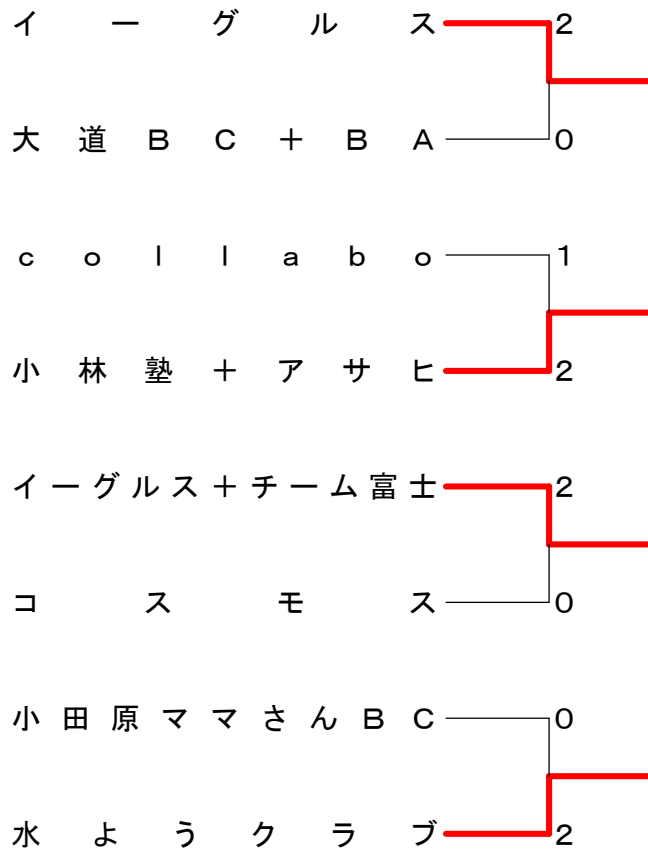 イーグルス 2
大道BC+BA 0
collabo 1
小林塾+アサヒ 2
イーグルス+チーム富士 2
コスモス 0
小田原ママさんBC 0
水ようクラブ 2